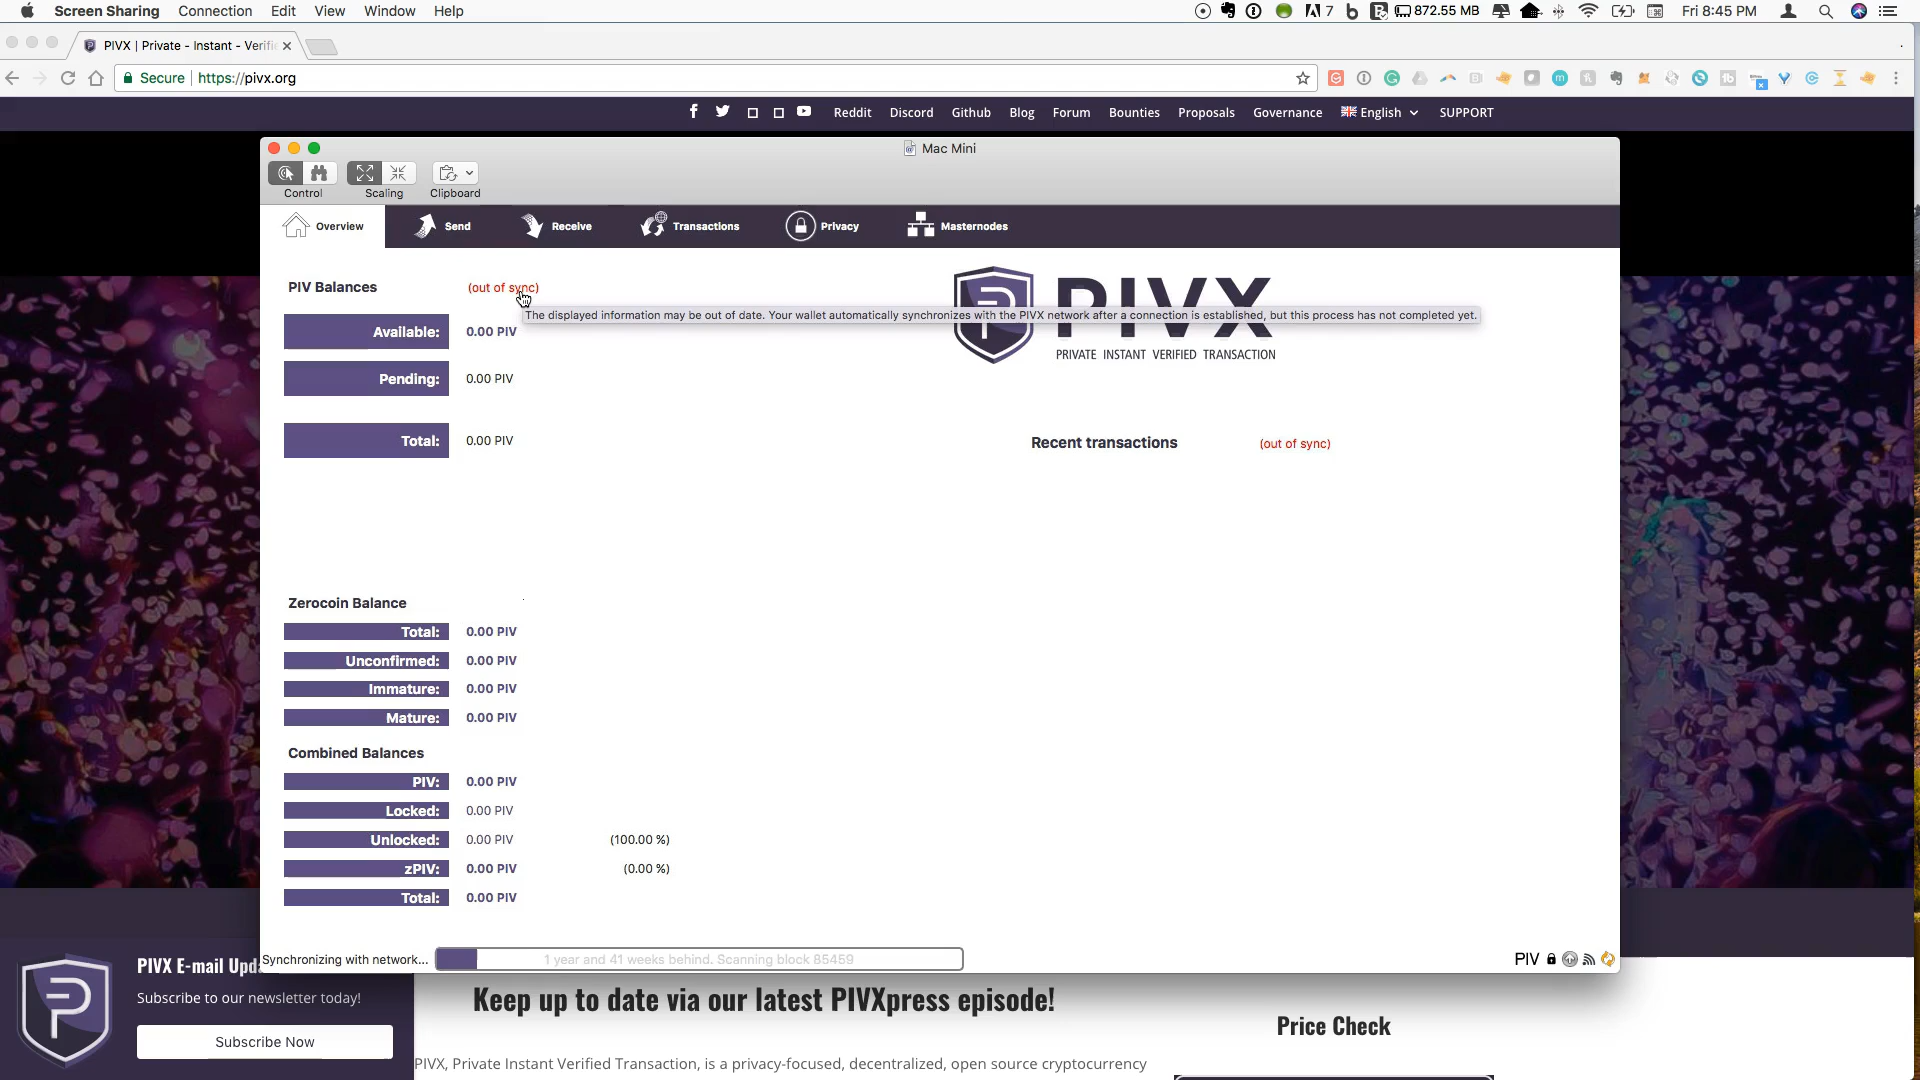 Screen Sharing Connection Edit View Window Help 7 872.55 MB Fri 8:45 PM
PIVX | Private - Instant - Verifi
Secure https://pivx.org
Reddit Discord Github Blog Forum Bounties Proposals Governance English SUPPORT
Mac Mini
Control Scaling Clipboard
Overview Send Receive Transactions Privacy Masternodes
PIV Balances (out of sync)
PIVX
The displayed information may be out of date. Your wallet automatically synchronizes with the PIVX network after a connection is established, but this process has not completed yet.
Available: 0.00 PIV
PRIVATE INSTANT VERIFIED TRANSACTION
Pending: 0.00 PIV
Total: 0.00 PIV
Recent transactions (out of sync)
Zerocoin Balance
Total: 0.00 PIV
Unconfirmed: 0.00 PIV
Immature: 0.00 PIV
Mature: 0.00 PIV
Combined Balances
PIV: 0.00 PIV
Locked: 0.00 PIV
Unlocked: 0.00 PIV (100.00 %)
zPIV: 0.00 PIV (0.00 %)
Total: 0.00 PIV
Synchronizing with network... 1 year and 41 weeks behind. Scanning block 85459 PIV
PIVX E-mail Upda
Subscribe to our newsletter today!
Subscribe Now
Keep up to date via our latest PIVXpress episode!
Price Check
PIVX, Private Instant Verified Transaction, is a privacy-focused, decentralized, open source cryptocurrency